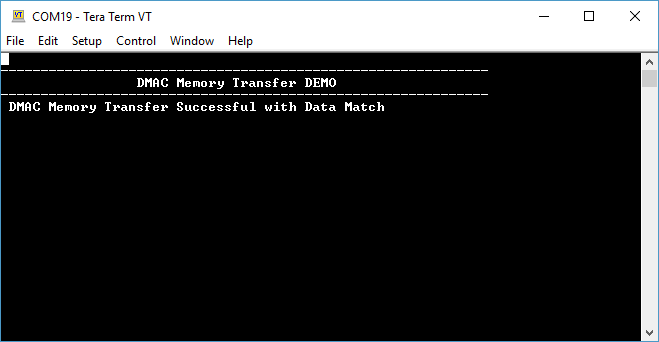 COM19 - Tera Term VT
File Edit Setup Control Window Help
-------------------------------------------------------------
DMAC Memory Transfer DEMO
-------------------------------------------------------------
DMAC Memory Transfer Successful with Data Match